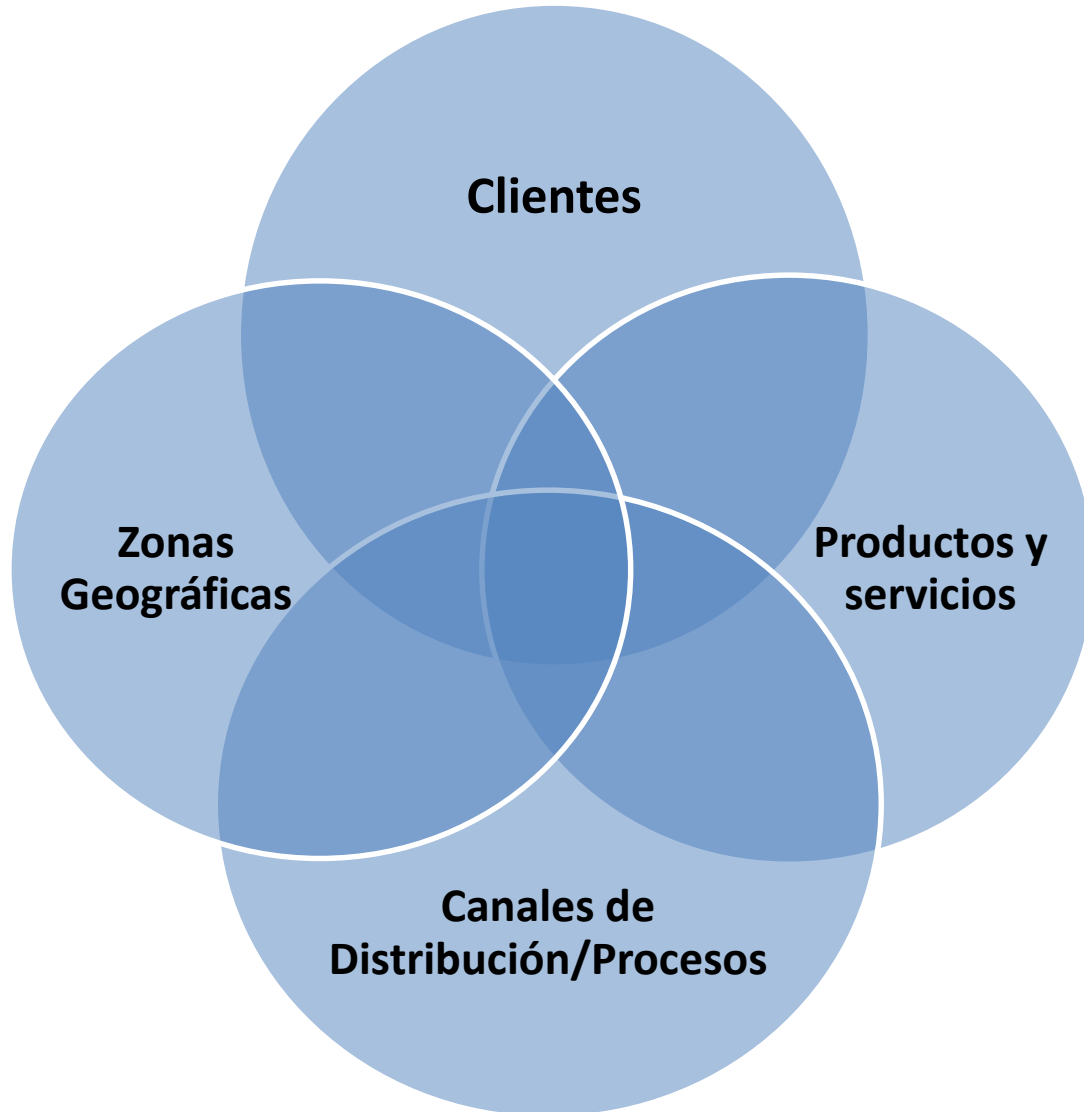 Clientes
Zonas
Geográficas
Productos y
servicios
Canales de
Distribución/Procesos